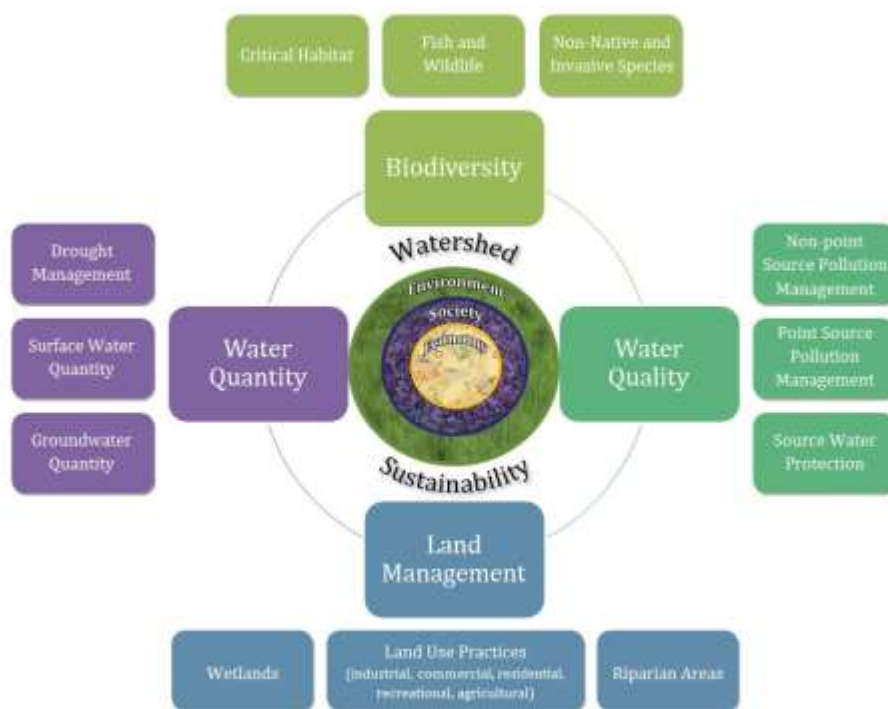 Critical Habitat
Fish and
Wildlife
Non-Native and
Invasive Species
Biodiversity
Drought
Management
Surface Water
Quantity
Groundwater
Quantity
Water
Quantity
Watershed
Environment
Society
Economy
Sustainability
Water
Quality
Non-point
Source Pollution
Management
Point Source
Pollution
Management
Source Water
Protection
Land
Management
Wetlands
Land Use Practices
(industrial, commercial, residential,
recreational, agricultural)
Riparian Areas